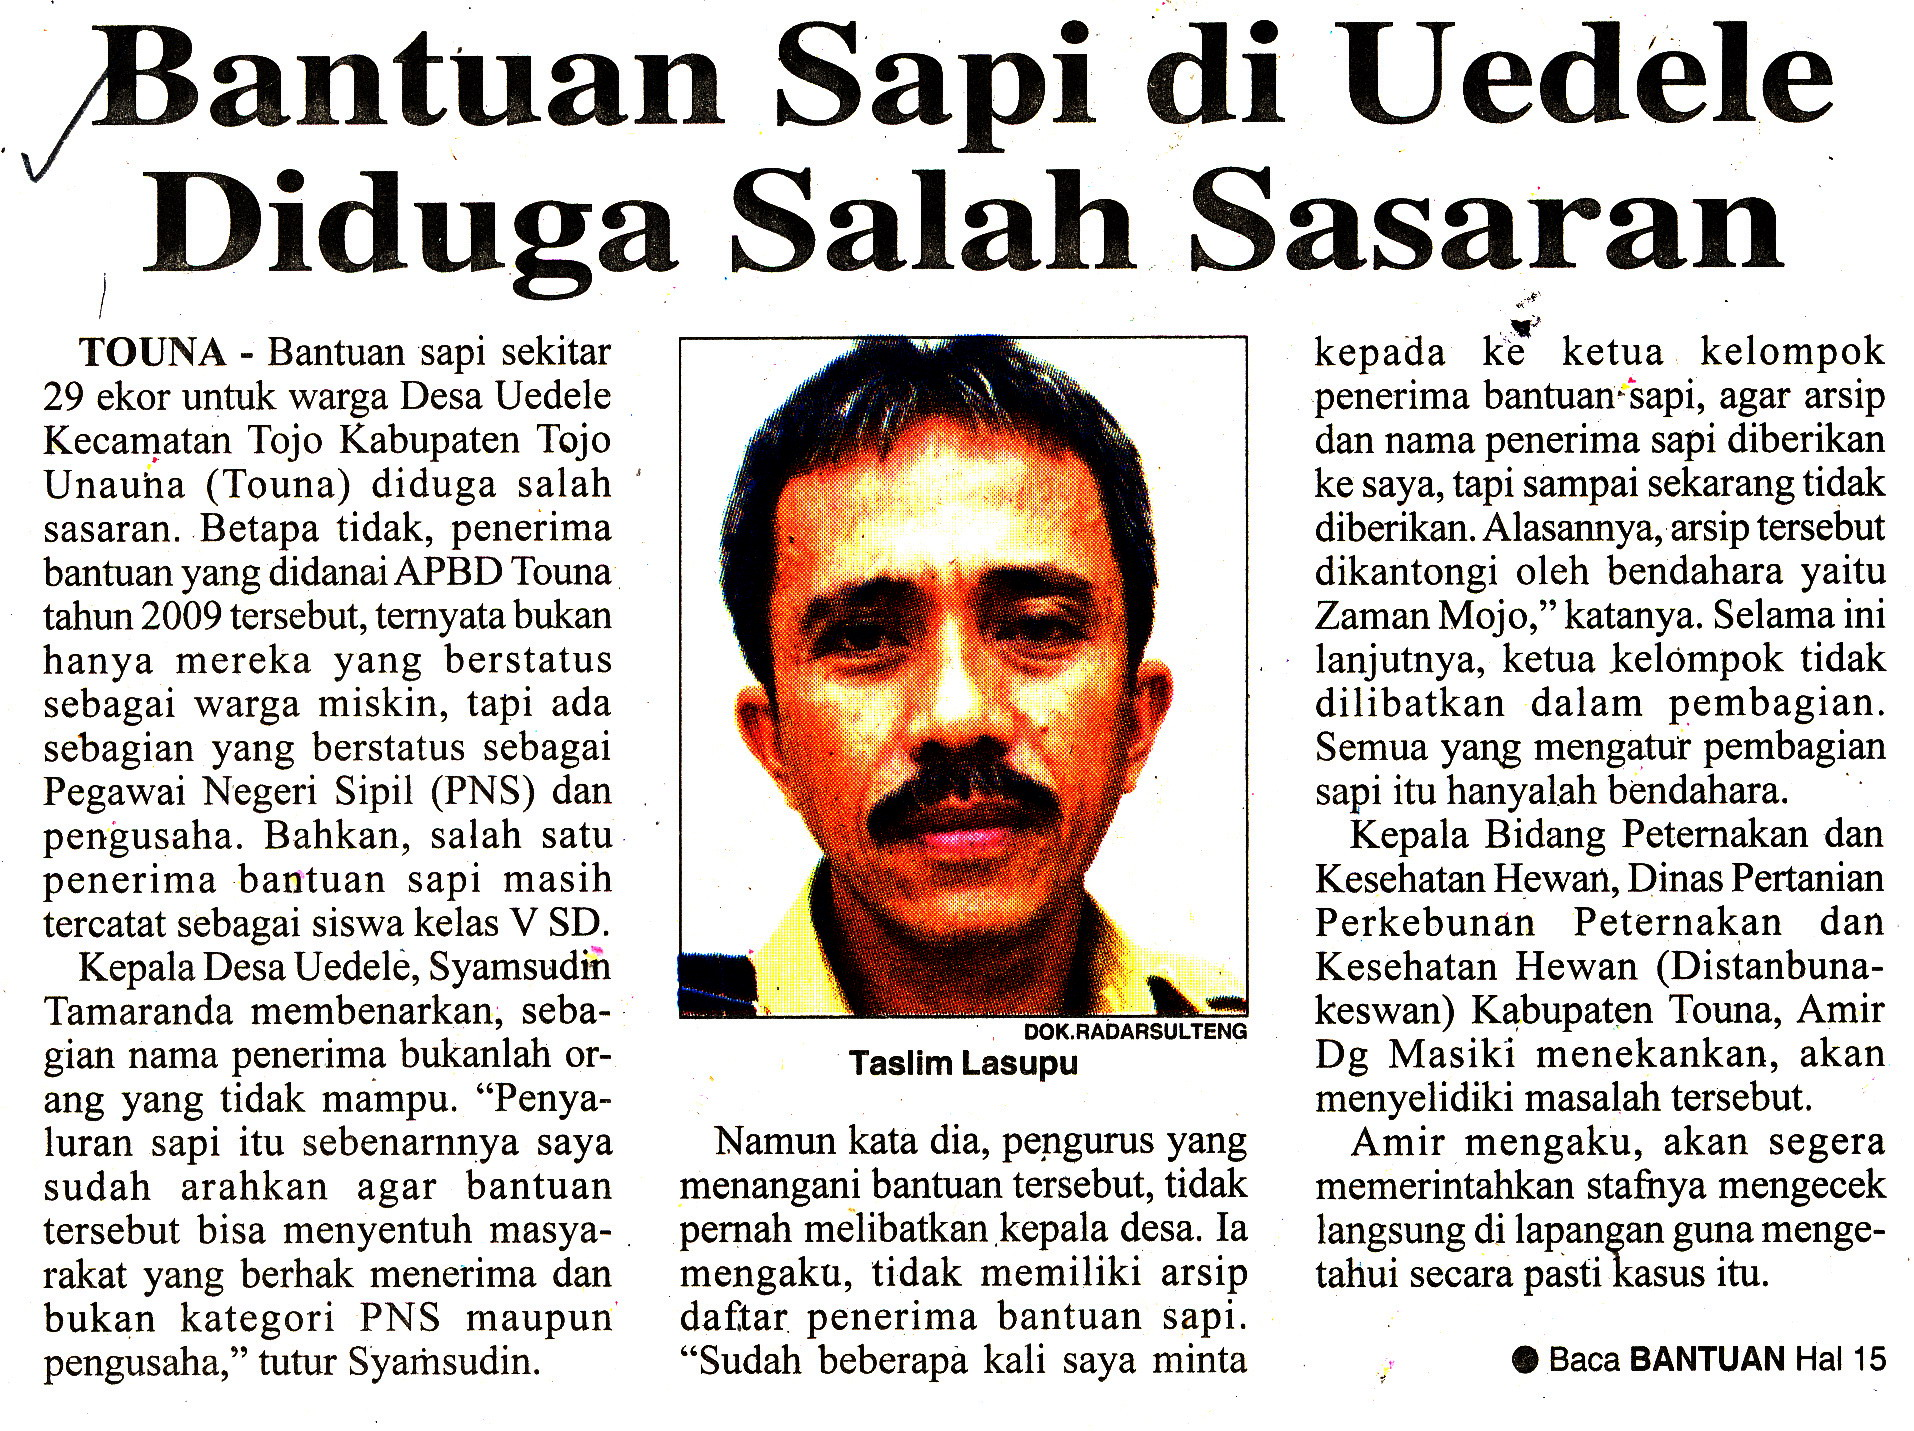 Bantuan Sapi di Uedele
Diduga Salah Sasaran
TOUNA - Bantuan sapi sekitar
29 ekor untuk warga Desa Uedele
Kecamatan Tojo Kabupaten Tojo
Unauna (Touna) diduga salah
sasaran. Betapa tidak, penerima
bantuan yang didanai APBD Touna
tahun 2009 tersebut, ternyata bukan
hanya mereka yang berstatus
sebagai warga miskin, tapi ada
sebagian yang berstatus sebagai
Pegawai Negeri Sipil (PNS) dan
pengusaha. Bahkan, salah satu
penerima bantuan sapi masih
tercatat sebagai siswa kelas V SD.
Kepala Desa Uedele, Syamsudin
Tamaranda membenarkan, seba-
gian nama penerima bukanlah or-
ang yang tidak mampu. “Penya-
luran sapi itu sebenarnnya saya
sudah arahkan agar bantuan
tersebut bisa menyentuh masya-
rakat yang berhak menerima dan
bukan kategori PNS maupun
pengusaha,” tutur Syamsudin.
DOK.RADARSULTENG
Taslim Lasupu
Namun kata dia, pengurus yang
menangani bantuan tersebut, tidak
pernah melibatkan kepala desa. Ia
mengaku, tidak memiliki arsip
daftar penerima bantuan sapi.
“Sudah beberapa kali saya minta
kepada ke ketua kelompok
penerima bantuan sapi, agar arsip
dan nama penerima sapi diberikan
ke saya, tapi sampai sekarang tidak
diberikan. Alasannya, arsip tersebut
dikantongi oleh bendahara yaitu
Zaman Mojo,” katanya. Selama ini
lanjutnya, ketua kelompok tidak
dilibatkan dalam pembagian.
Semua yang mengatur pembagian
sapi itu hanyalah bendahara.
Kepala Bidang Peternakan dan
Kesehatan Hewan, Dinas Pertanian
Perkebunan Peternakan dan
Kesehatan Hewan (Distanbuna-
keswan) Kabupaten Touna, Amir
Dg Masiki menekankan, akan
menyelidiki masalah tersebut.
Amir mengaku, akan segera
memerintahkan stafnya mengecek
langsung di lapangan guna menge-
tahui secara pasti kasus itu.
● Baca BANTUAN Hal 15